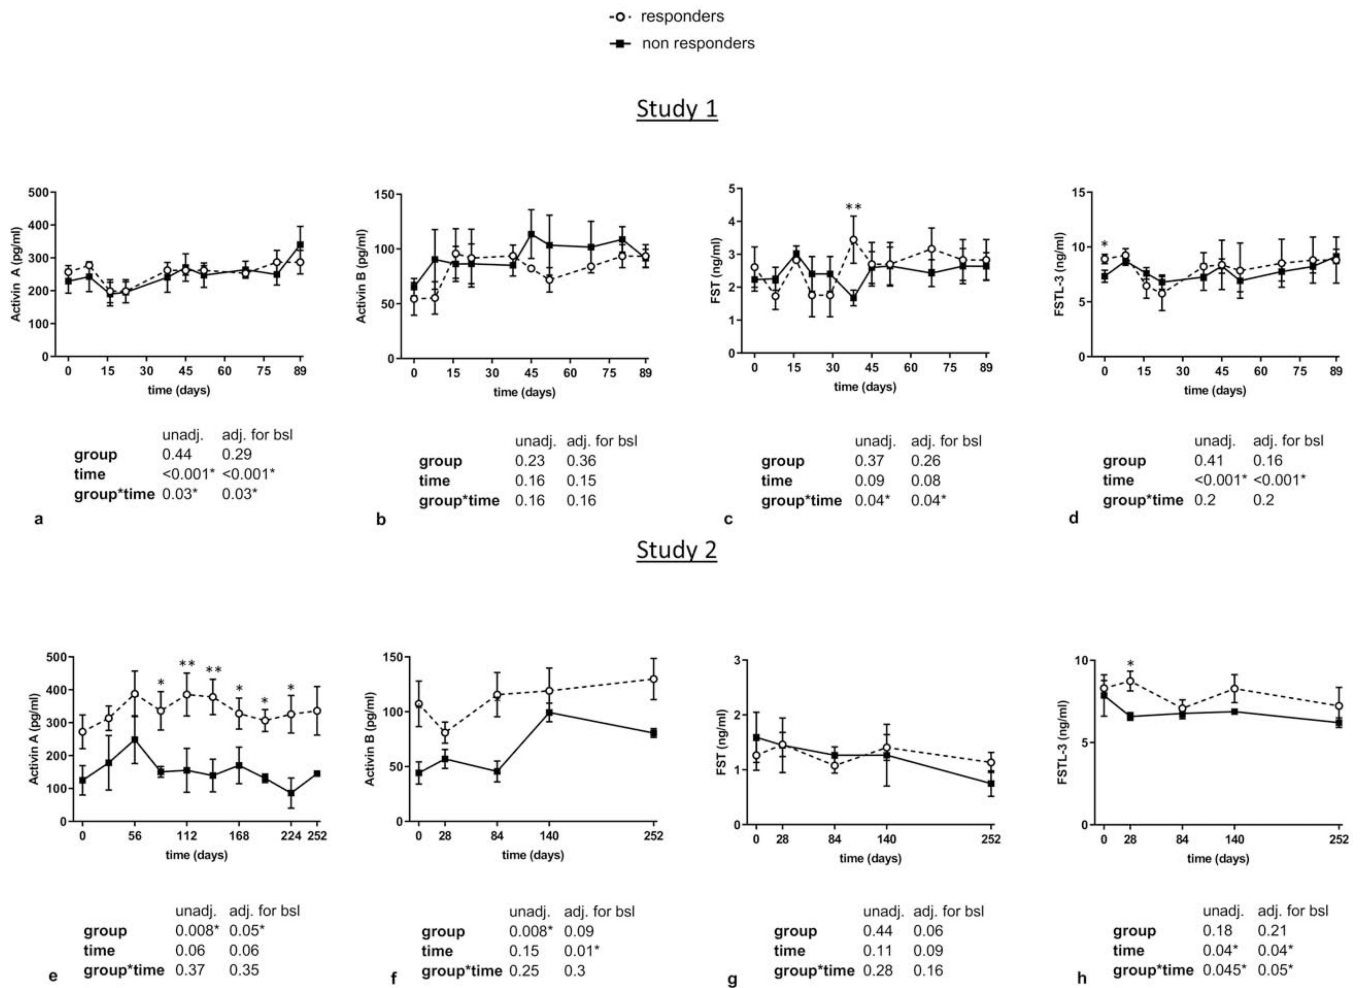 responders
non responders
Study 1
500
400
300
200
100
0
Activin A (pg/ml)
0 15 30 45 60 75 89
time (days)
unadj. adj. for bsl
group 0.44 0.29
time <0.001* <0.001*
group*time 0.03* 0.03*
a
150
100
50
0
Activin B (pg/ml)
0 15 30 45 60 75 89
time (days)
unadj. adj. for bsl
group 0.23 0.36
time 0.16 0.15
group*time 0.16 0.16
b
5
4
3
2
1
0
FST (ng/ml)
**
0 15 30 45 60 75 89
time (days)
unadj. adj. for bsl
group 0.37 0.26
time 0.09 0.08
group*time 0.04* 0.04*
c
15
10
5
0
FSTL-3 (ng/ml)
*
0 15 30 45 60 75 89
time (days)
unadj. adj. for bsl
group 0.41 0.16
time <0.001* <0.001*
group*time 0.2 0.2
d
Study 2
500
400
300
200
100
0
Activin A (pg/ml)
* ** ** * * *
0 56 112 168 224 252
time (days)
unadj. adj. for bsl
group 0.008* 0.05*
time 0.06 0.06
group*time 0.37 0.35
e
150
100
50
0
Activin B (pg/ml)
0 28 84 140 252
time (days)
unadj. adj. for bsl
group 0.008* 0.09
time 0.15 0.01*
group*time 0.25 0.3
f
3
2
1
0
FST (ng/ml)
0 28 84 140 252
time (days)
unadj. adj. for bsl
group 0.44 0.06
time 0.11 0.09
group*time 0.28 0.16
g
10
5
0
FSTL-3 (ng/ml)
*
0 28 84 140 252
time (days)
unadj. adj. for bsl
group 0.18 0.21
time 0.04* 0.04*
group*time 0.045* 0.05*
h